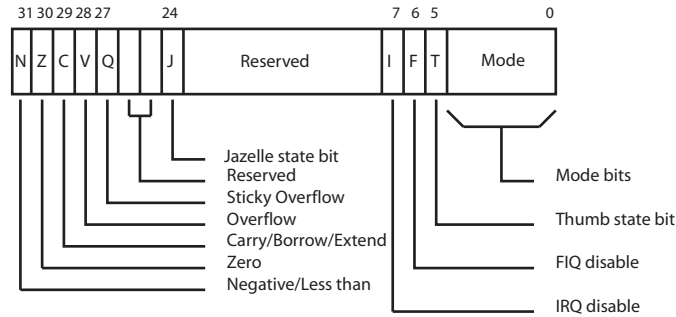 31 30 29 28 27 24 7 6 5 0
N Z C V Q J Reserved I F T Mode
Jazelle state bit
Reserved Mode bits
Sticky Overflow
Overflow Thumb state bit
Carry/Borrow/Extend
Zero FIQ disable
Negative/Less than
IRQ disable